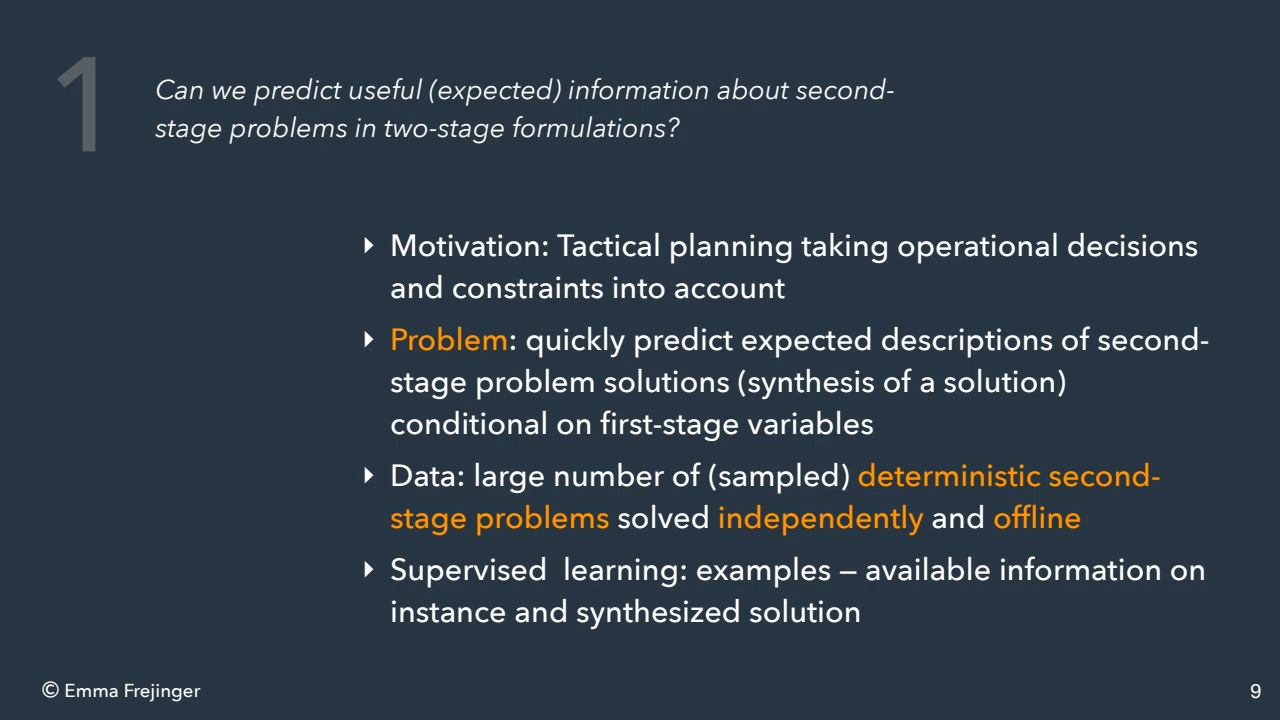 1
Can we predict useful (expected) information about second-
stage problems in two-stage formulations?
Motivation: Tactical planning taking operational decisions
and constraints into account
Problem: quickly predict expected descriptions of second-
stage problem solutions (synthesis of a solution)
conditional on first-stage variables
Data: large number of (sampled) deterministic second-
stage problems solved independently and offline
Supervised  learning: examples – available information on
instance and synthesized solution
© Emma Frejinger
9